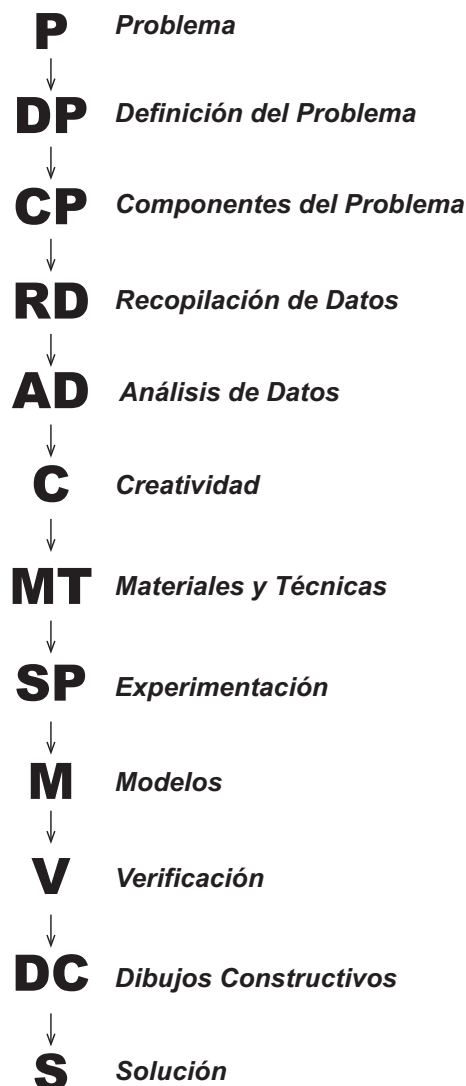 P Problema
DP Definición del Problema
CP Componentes del Problema
RD Recopilación de Datos
AD Análisis de Datos
C Creatividad
MT Materiales y Técnicas
SP Experimentación
M Modelos
V Verificación
DC Dibujos Constructivos
S Solución